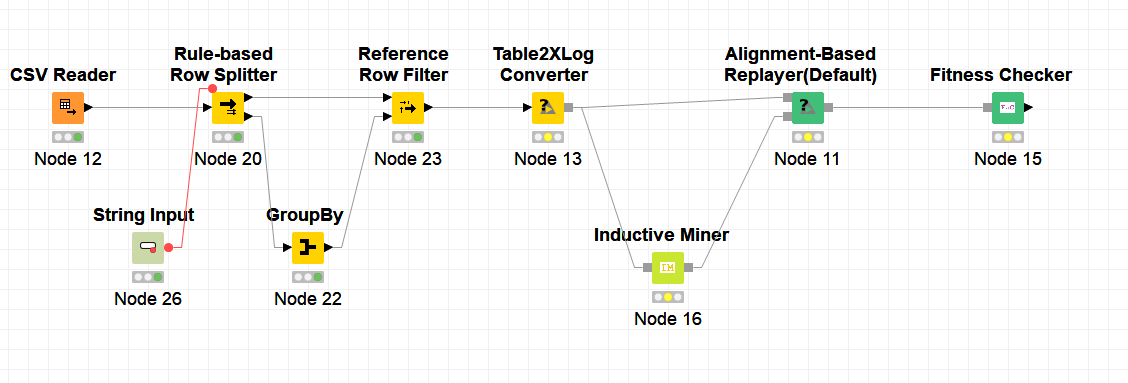 CSV Reader
Node 12
Rule-based
Row Splitter
Node 20
Reference
Row Filter
Node 23
Table2XLog
Converter
?
Node 13
Alignment-Based
Replayer(Default)
?
Node 11
Fitness Checker
Node 15
String Input
Node 26
GroupBy
Node 22
Inductive Miner
IM
Node 16